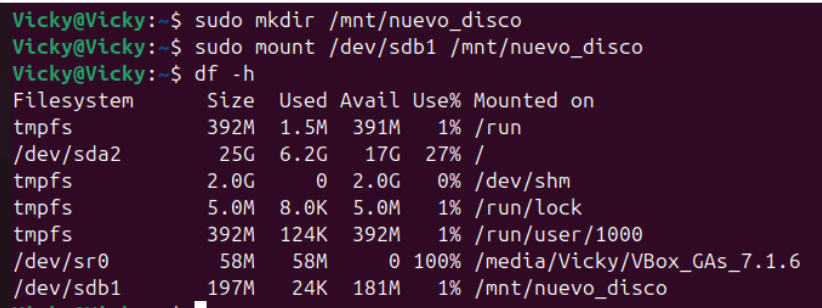 Vicky@Vicky:~$ sudo mkdir /mnt/nuevo_disco
Vicky@Vicky:~$ sudo mount /dev/sdb1 /mnt/nuevo_disco
Vicky@Vicky:~$ df -h
Filesystem      Size  Used Avail Use% Mounted on
tmpfs           392M  1.5M  391M   1% /run
/dev/sda2        25G  6.2G   17G  27% /
tmpfs           2.0G     0  2.0G   0% /dev/shm
tmpfs           5.0M  8.0K  5.0M   1% /run/lock
tmpfs           392M  124K  392M   1% /run/user/1000
/dev/sr0         58M   58M     0 100% /media/Vicky/VBox_GAs_7.1.6
/dev/sdb1       197M   24K  181M   1% /mnt/nuevo_disco